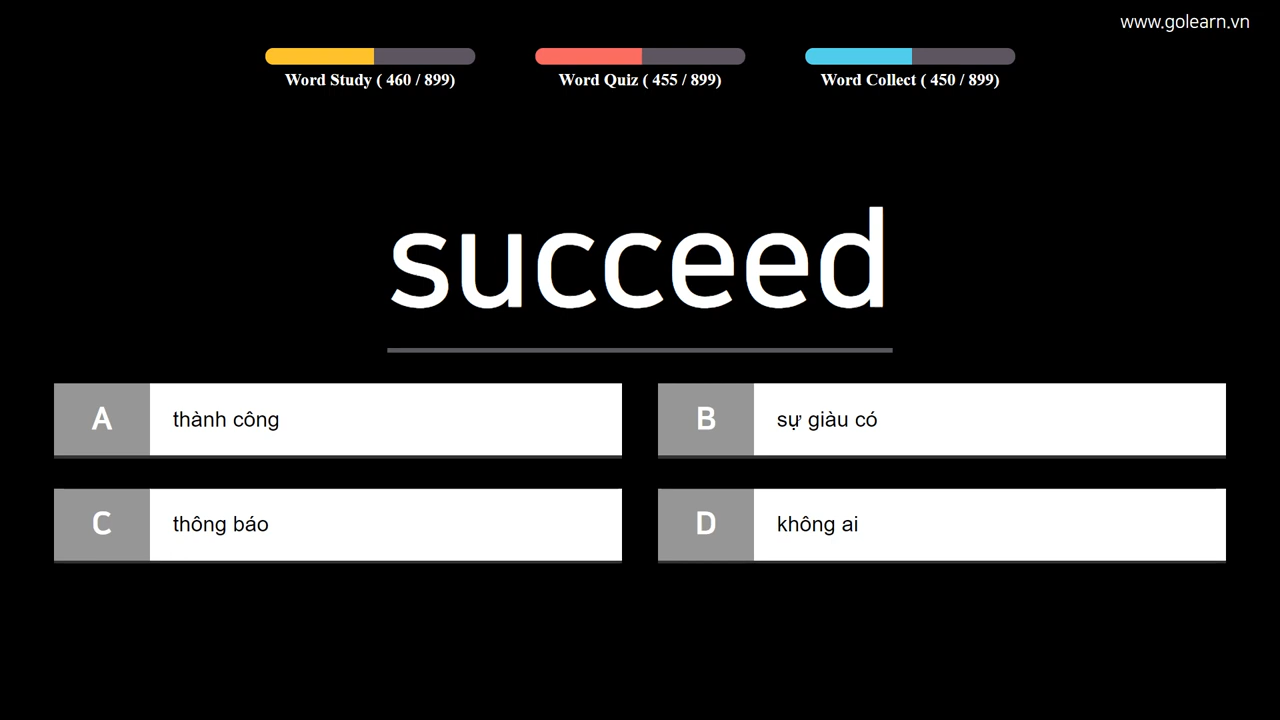 www.golearn.vn
Word Study ( 460 / 899)
Word Quiz ( 455 / 899)
Word Collect ( 450 / 899)
succeed
A thành công
B sự giàu có
C thông báo
D không ai